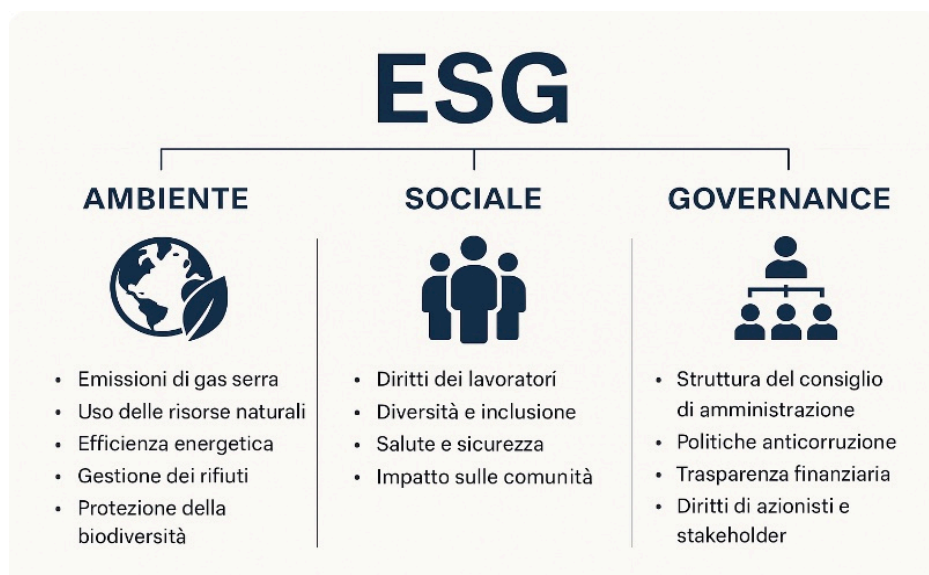 ESG
AMBIENTE
• Emissioni di gas serra
• Uso delle risorse naturali
• Efficienza energetica
• Gestione dei rifiuti
• Protezione della
biodiversità
SOCIALE
• Diritti dei lavoratorí
• Diversità e inclusione
• Salute e sicurezza
• Impatto sulle comunità
GOVERNANCE
• Struttura del consiglio
di amministrazione
• Politiche anticorruzione
• Trasparenza finanziaria
• Diritti di azionisti e
stakeholder